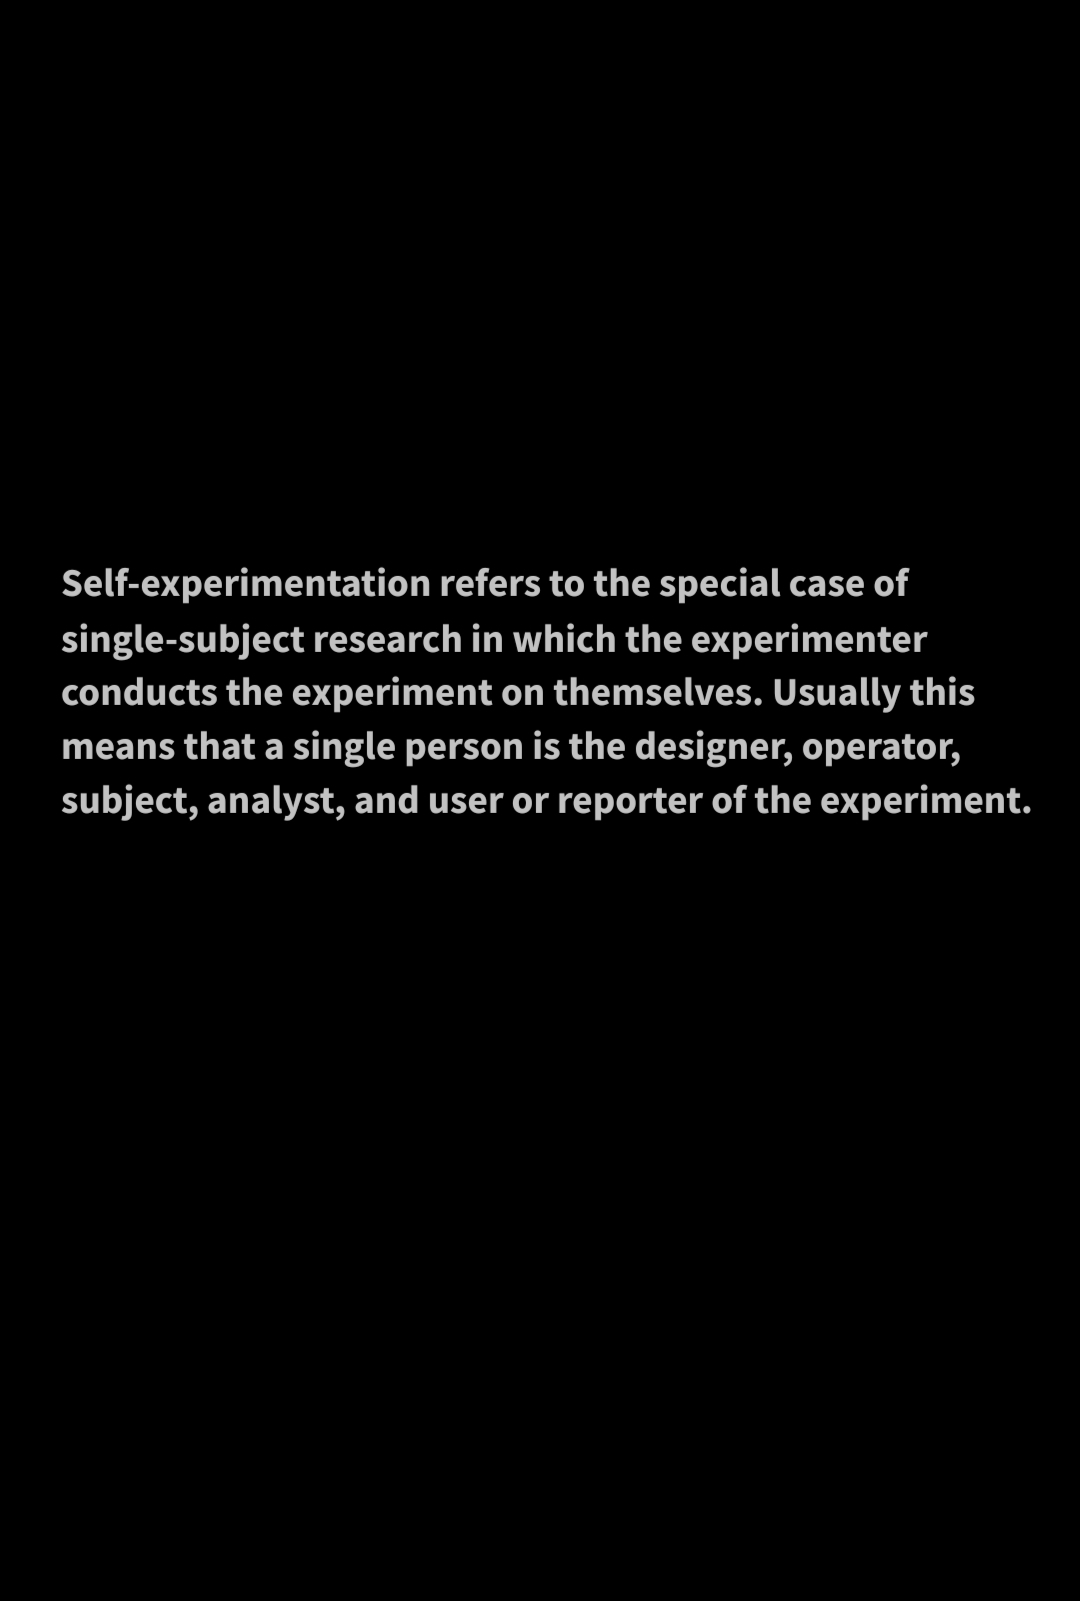 Self-experimentation refers to the special case of
single-subject research in which the experimenter
conducts the experiment on themselves. Usually this
means that a single person is the designer, operator,
subject, analyst, and user or reporter of the experiment.